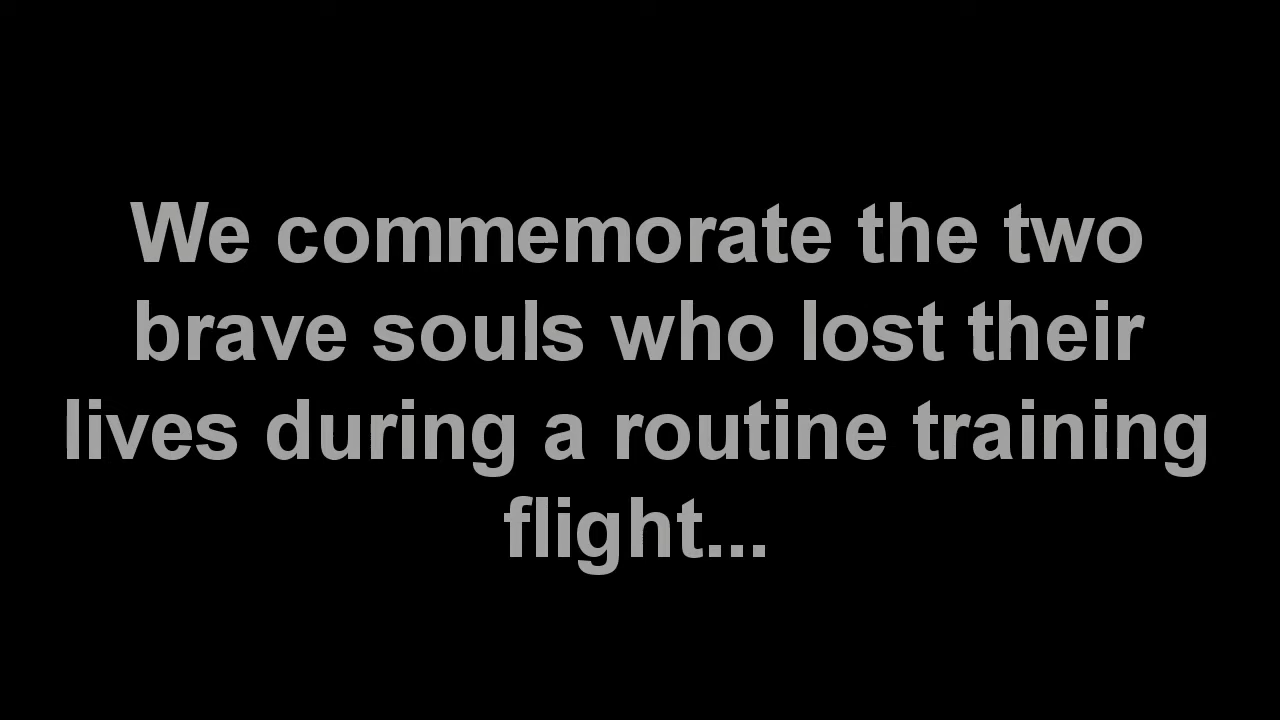 We commemorate the two
brave souls who lost their
lives during a routine training
flight...